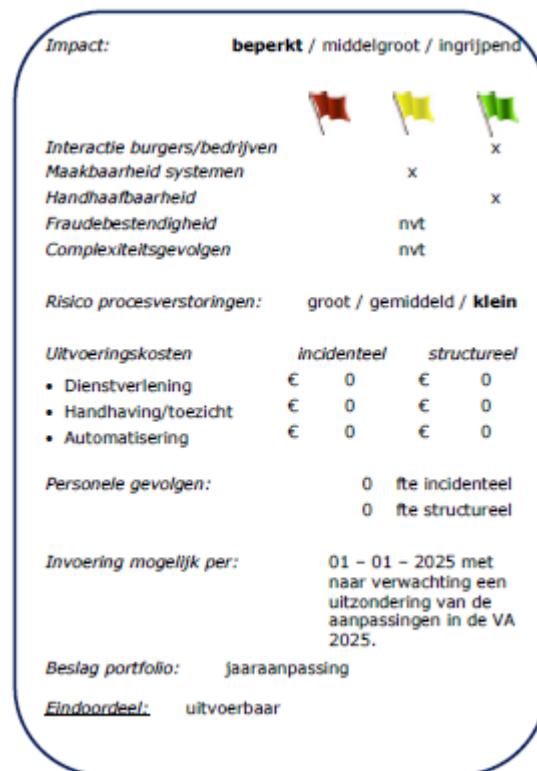 Impact: beperkt / middelgroot / ingrijpend
Interactie burgers/bedrijven x
Maakbaarheid systemen x
Handhaafbaarheid x
Fraudebestendigheid nvt
Complexiteitsgevolgen nvt
Risico procesverstoringen: groot / gemiddeld / klein
Uitvoeringskosten incidenteel structureel
• Dienstverlening € 0 € 0
• Handhaving/toezicht € 0 € 0
• Automatisering € 0 € 0
Personele gevolgen: 0 fte incidenteel
0 fte structureel
Invoering mogelijk per: 01 – 01 – 2025 met
naar verwachting een
uitzondering van de
aanpassingen in de VA
2025.
Beslag portfolio: jaaraanpassing
Eindoordeel: uitvoerbaar